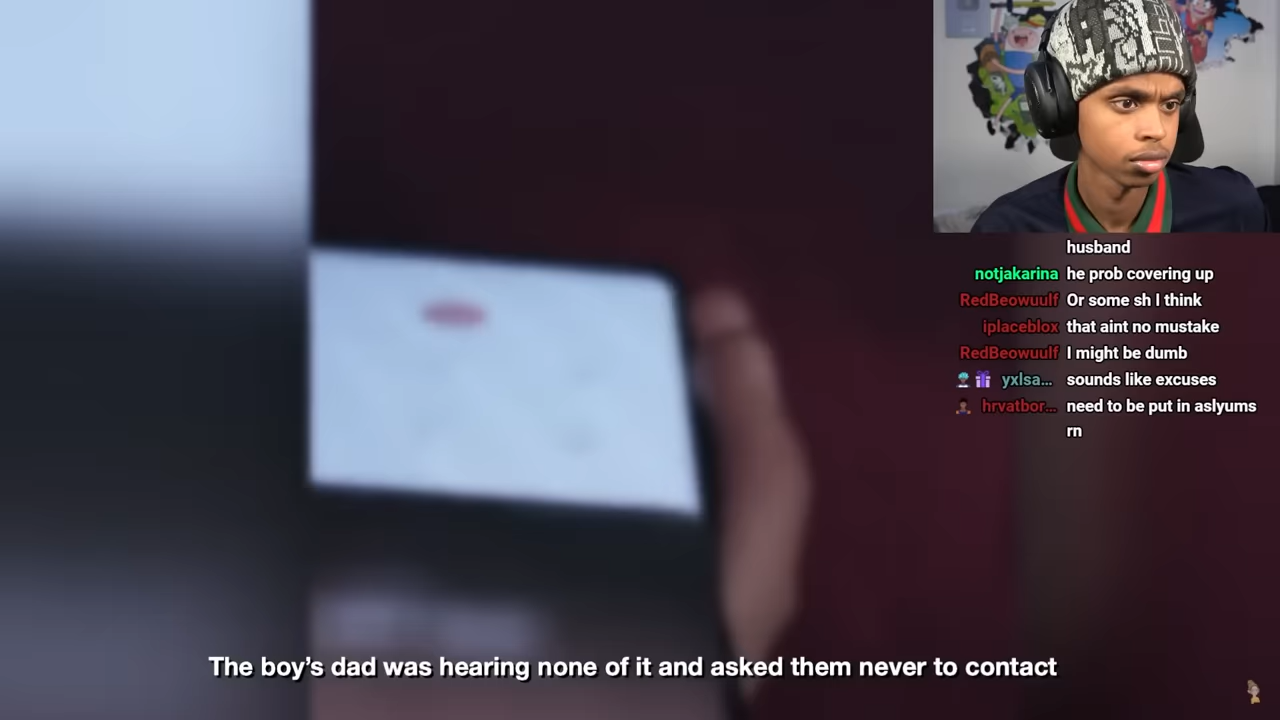 husband
notjakarina he prob covering up
RedBeowuulf Or some sh I think
iplaceblox that aint no mustake
RedBeowuulf I might be dumb
yxlsa... sounds like excuses
hrvatbor... need to be put in aslyums
rn
The boy's dad was hearing none of it and asked them never to contact